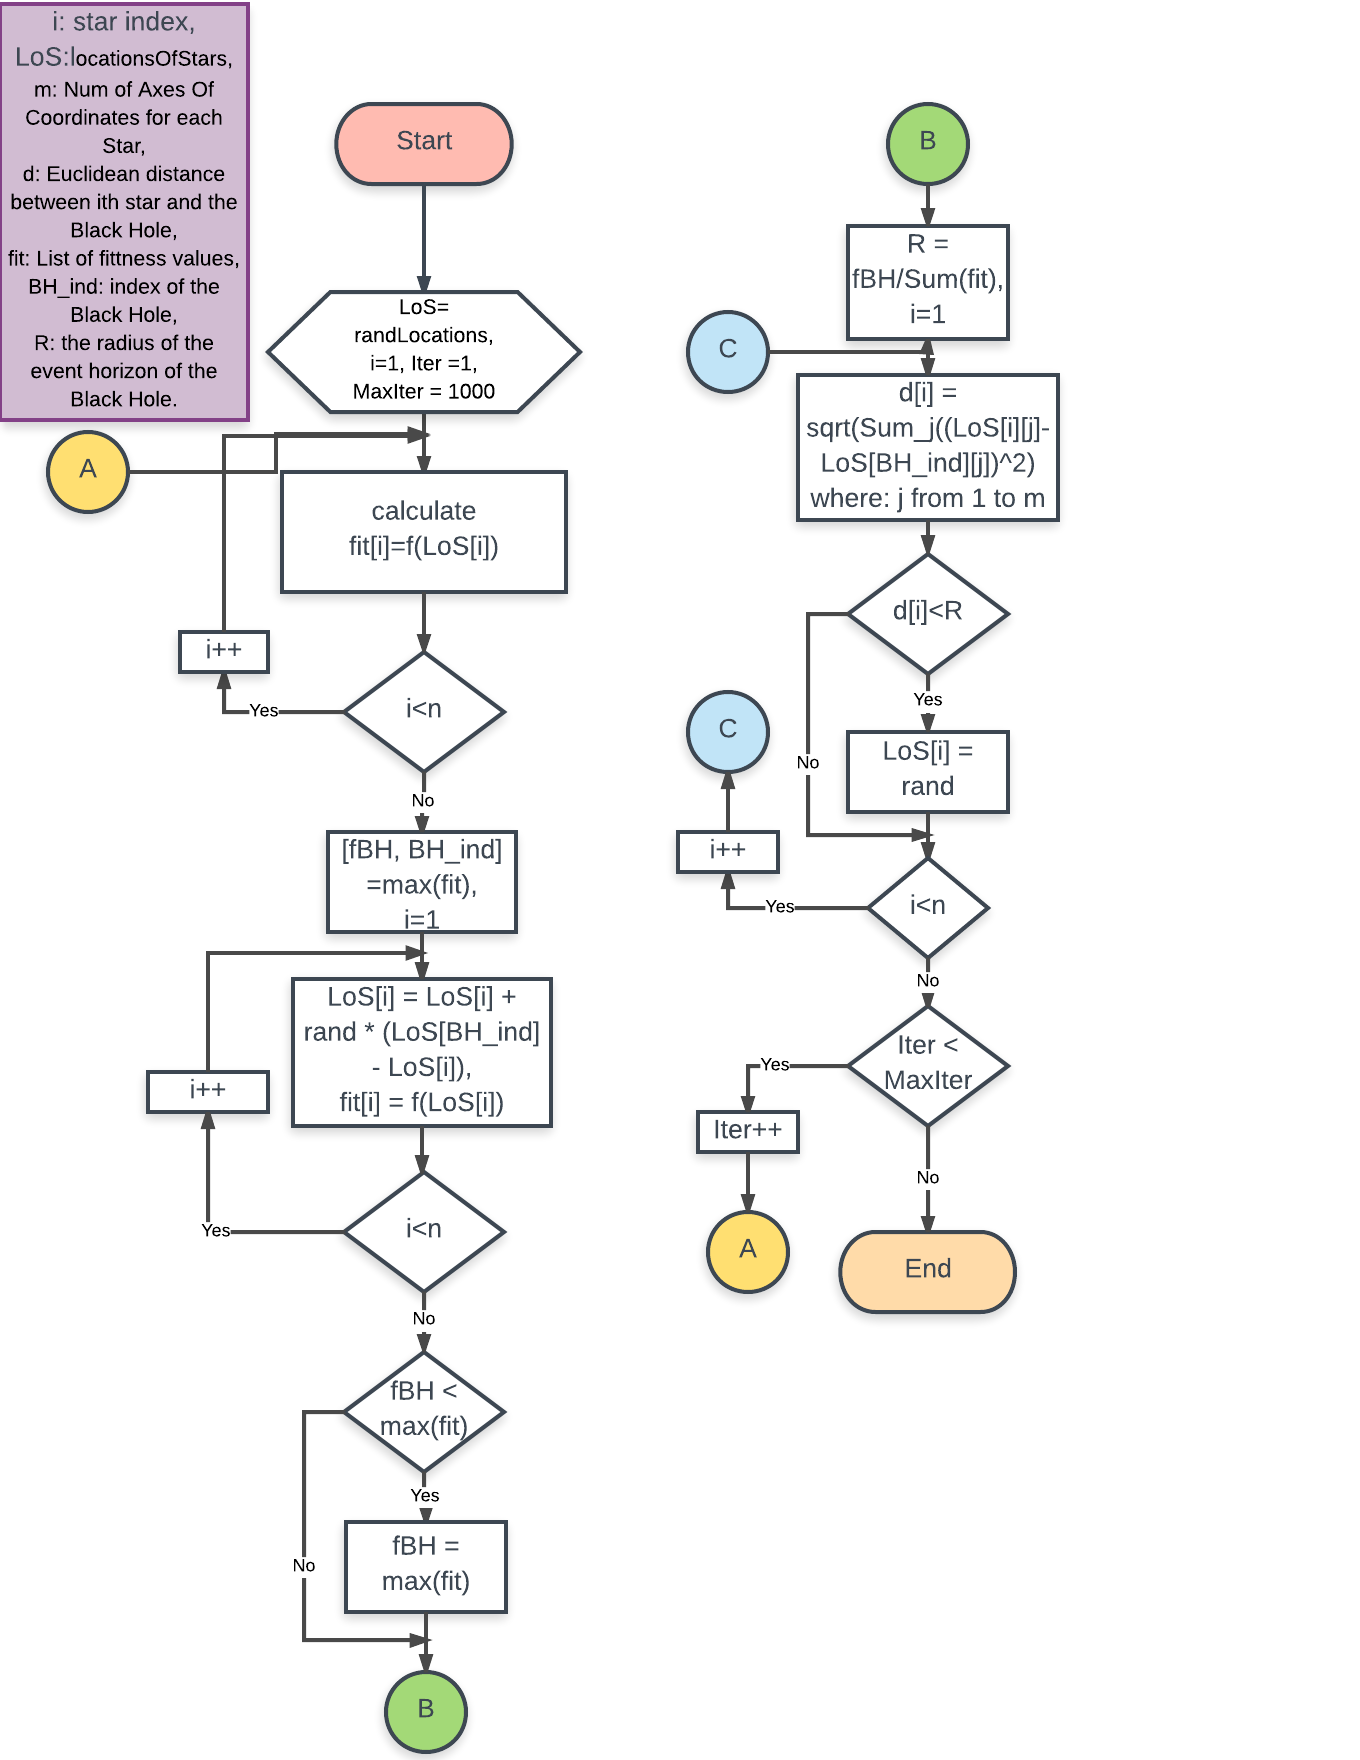 i: star index,
LoS:locationsOfStars,
m: Num of Axes Of
Coordinates for each
Star,
d: Euclidean distance
between ith star and the
Black Hole,
fit: List of fittness values,
BH_ind: index of the
Black Hole,
R: the radius of the
event horizon of the
Black Hole.
Start
LoS=
randLocations,
i=1, Iter =1,
MaxIter = 1000
A
calculate
fit[i]=f(LoS[i])
i++
Yes
i<n
No
[fBH, BH_ind]
=max(fit),
i=1
LoS[i] = LoS[i] +
rand * (LoS[BH_ind]
- LoS[i]),
fit[i] = f(LoS[i])
i++
Yes
i<n
No
fBH <
max(fit)
Yes
No
fBH =
max(fit)
B
B
R =
fBH/Sum(fit),
i=1
C
d[i] =
sqrt(Sum_j((LoS[i][j]-
LoS[BH_ind][j])^2)
where: j from 1 to m
d[i]<R
Yes
No
LoS[i] =
rand
C
i++
Yes
i<n
No
Iter <
MaxIter
Yes
Iter++
A
No
End